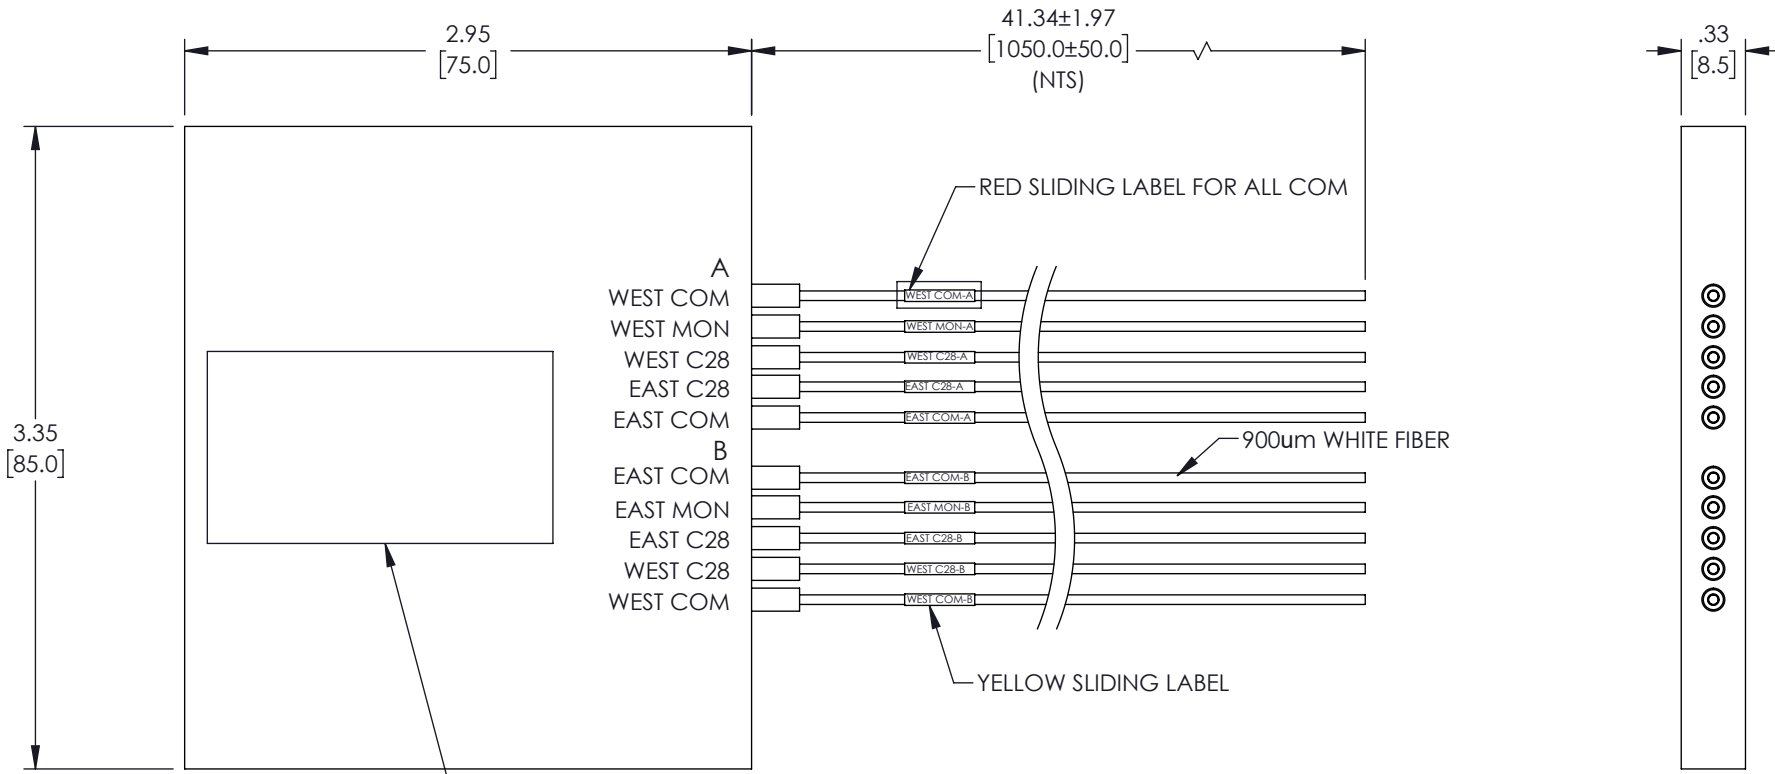 2.95
[75.0]
41.34±1.97
[1050.0±50.0]
(NTS)
.33
[8.5]
RED SLIDING LABEL FOR ALL COM
A
WEST COM
WEST COM-A
WEST MON
WEST MON-A
WEST C28
WEST C28-A
EAST C28
EAST C28-A
EAST COM
EAST COM-A
3.35
[85.0]
B
900um WHITE FIBER
EAST COM
EAST COM-B
EAST MON
EAST MON-B
EAST C28
EAST C28-B
WEST C28
WEST C28-B
WEST COM
WEST COM-B
YELLOW SLIDING LABEL